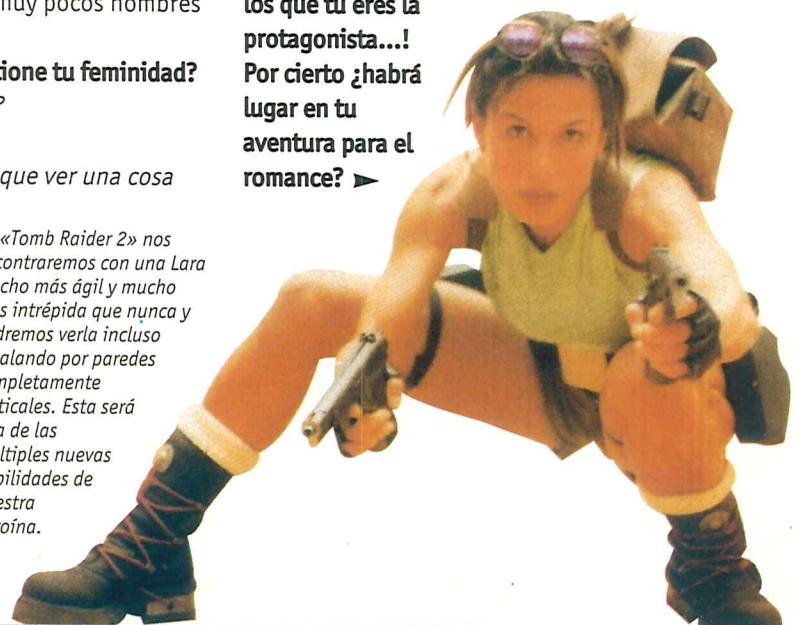 muy pocos hombres
tione tu feminidad?
?
que ver una cosa
«Tomb Raider 2» nos
contraremos con una Lara
cho más ágil y mucho
s intrépida que nunca y
dremos verla incluso
alando por paredes
mpletamente
ticales. Esta será
a de las
ltiples nuevas
bilidades de
estra
oína.
los que tú eres la
protagonista...!
Por cierto ¿habrá
lugar en tu
aventura para el
romance?